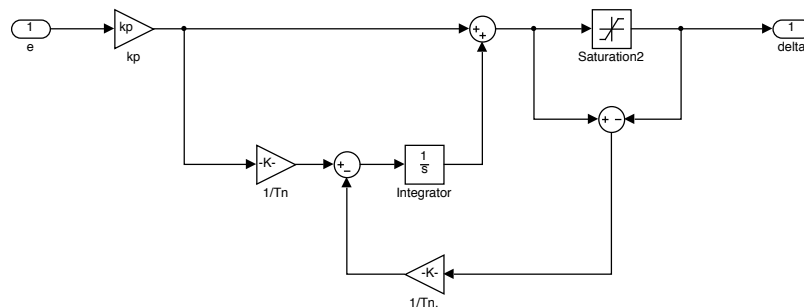 1
e
kp
kp
+
+
Saturation2
1
delta
+ −
-K-
1/Tn
+
−
1
s
Integrator
-K-
1/Tn.